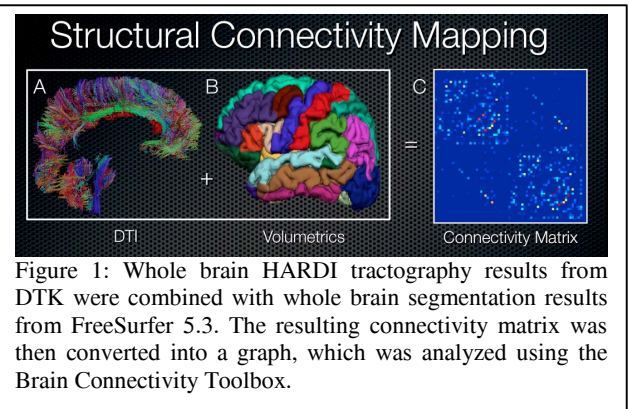 Structural Connectivity Mapping
A
B
C
+
=
DTI
Volumetrics
Connectivity Matrix
Figure 1: Whole brain HARDI tractography results from
DTK were combined with whole brain segmentation results
from FreeSurfer 5.3. The resulting connectivity matrix was
then converted into a graph, which was analyzed using the
Brain Connectivity Toolbox.